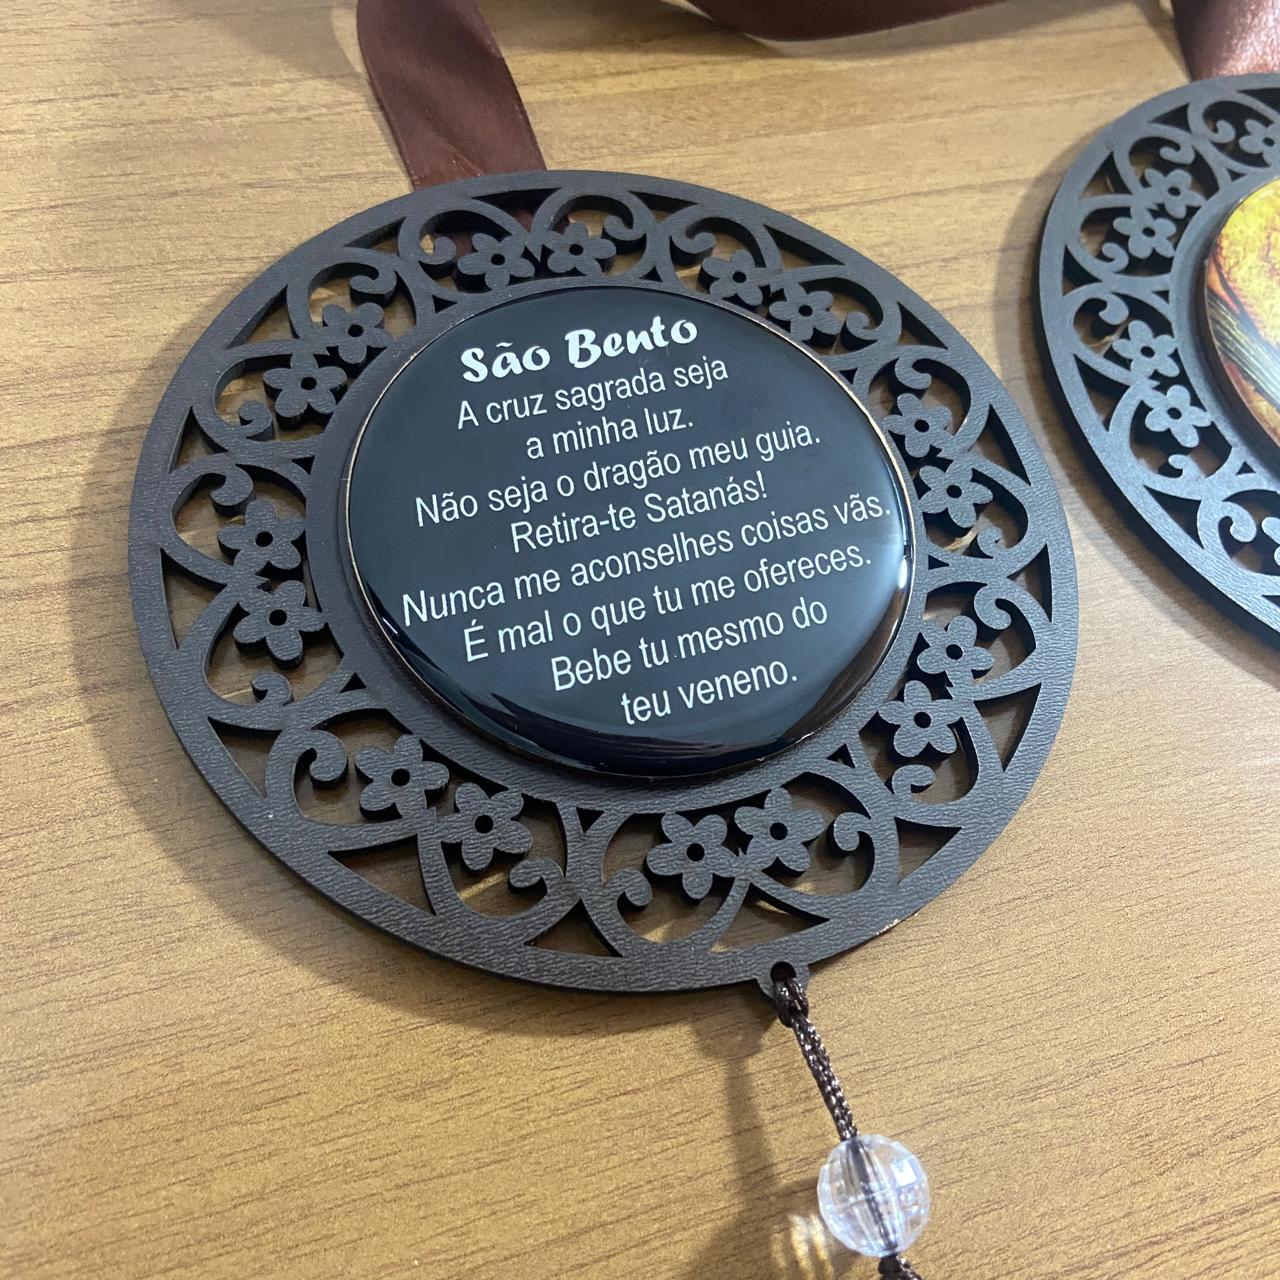 São Bento
A cruz sagrada seja
a minha luz.
Não seja o dragão meu guia.
Retira-te Satanás!
Nunca me aconselhes coisas vãs.
É mal o que tu me ofereces.
Bebe tu mesmo do
teu veneno.